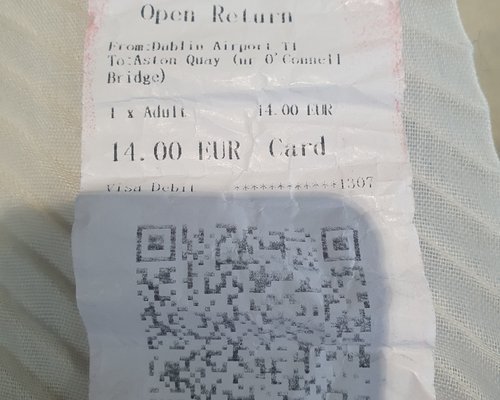 Open Return
From:Dublin Airport T1
To:Aston Quay (nr O'Connell
Bridge)
1 x Adult 14.00 EUR
14.00 EUR Card
Visa Debit ************1307